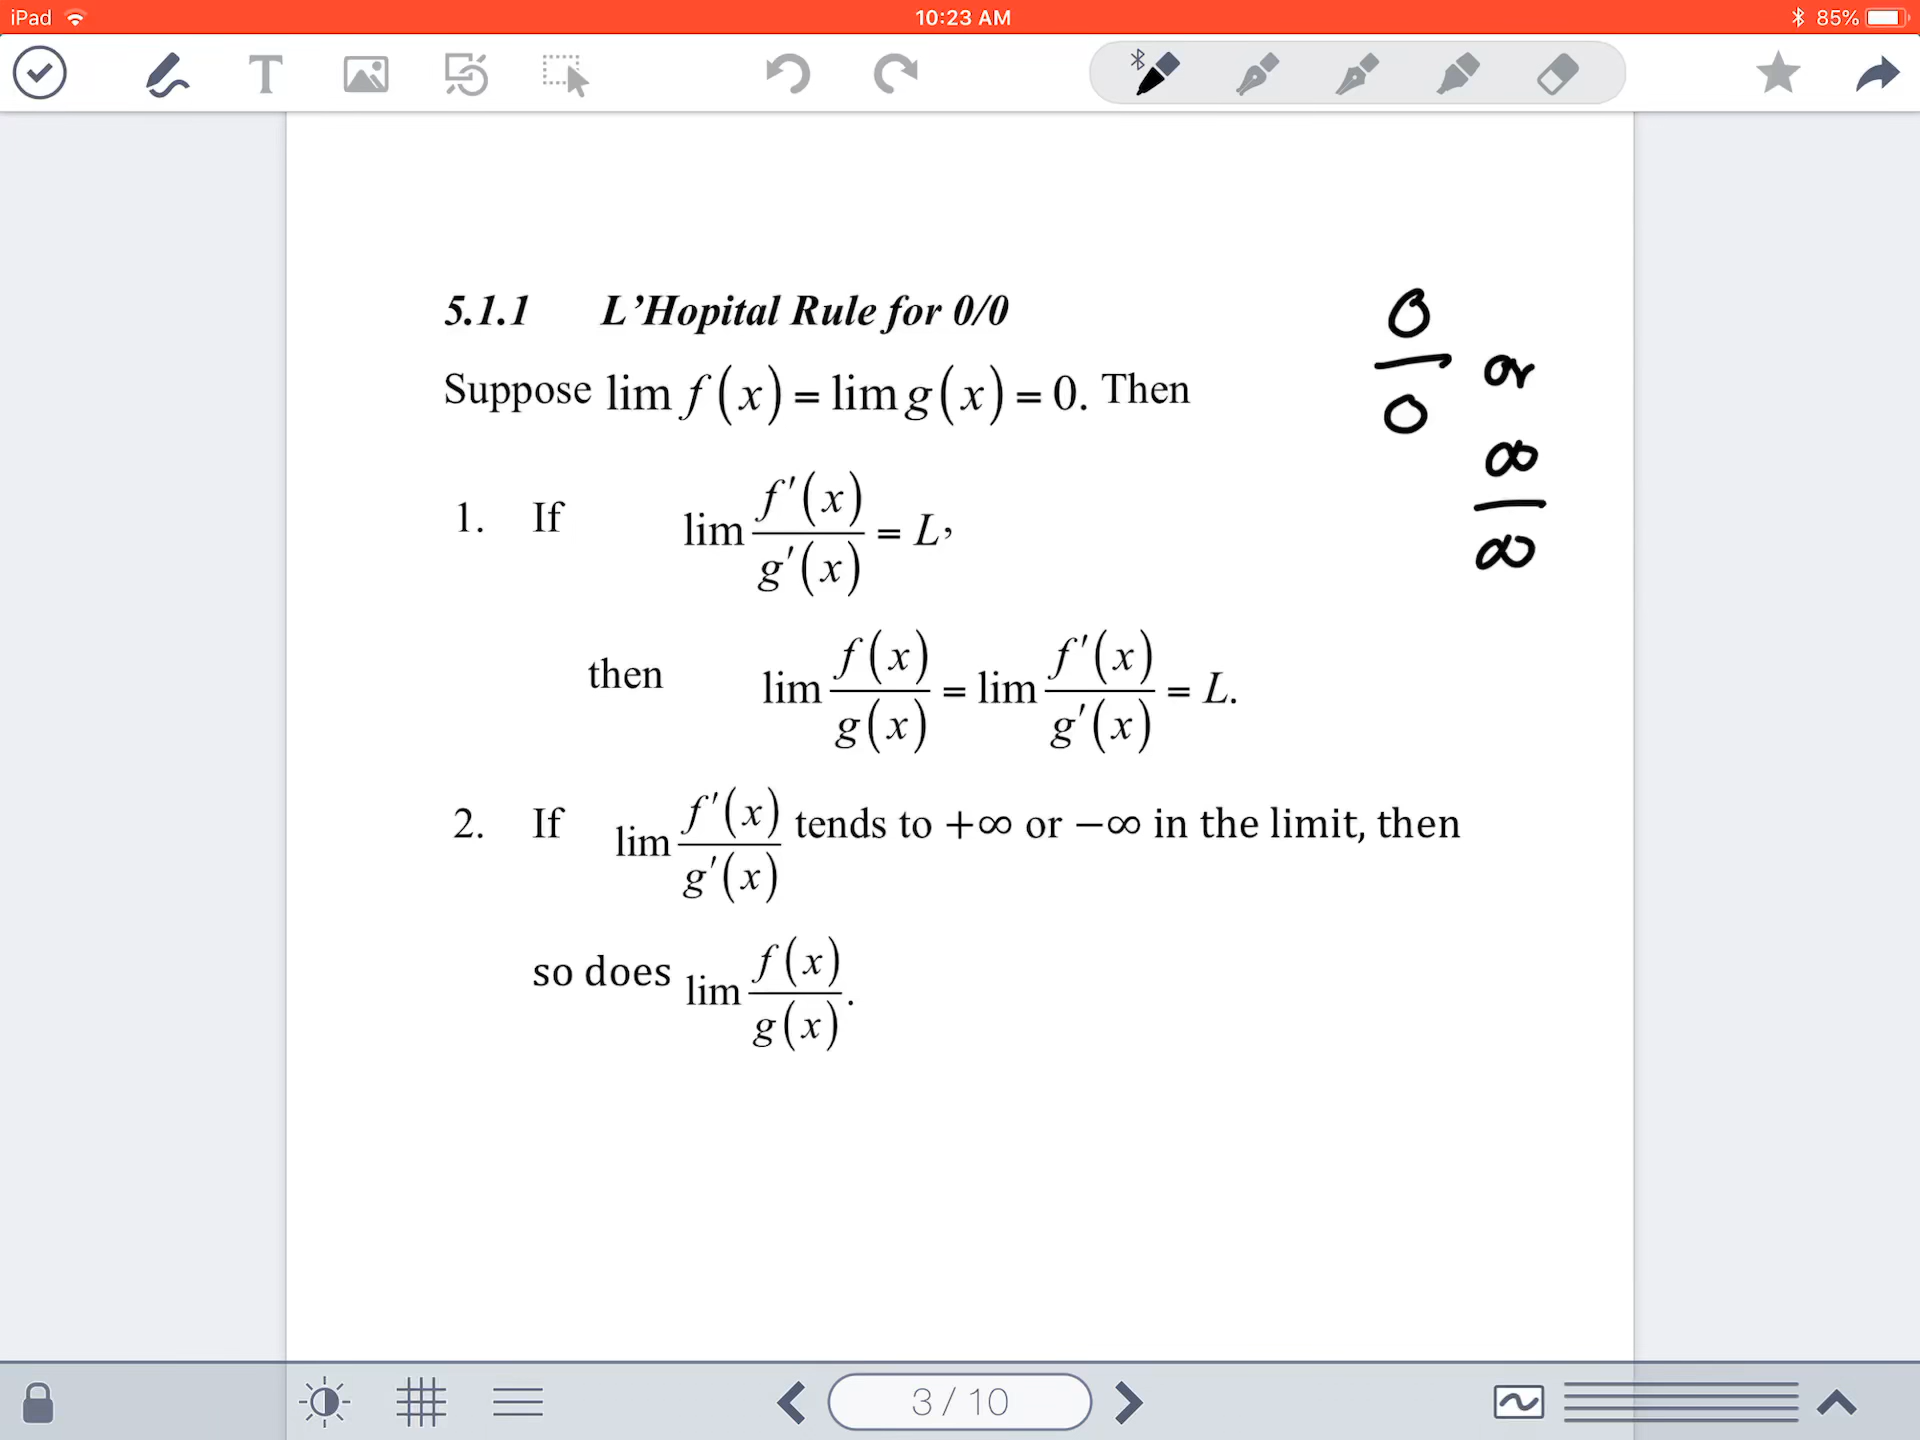 iPad 10:23 AM 85%
5.1.1 L’Hopital Rule for 0/0
Suppose lim f(x) = lim g(x) = 0. Then
0/0 or
∞/∞
1. If lim f′(x)/g′(x) = L,
then lim f(x)/g(x) = lim f′(x)/g′(x) = L.
2. If lim f′(x)/g′(x) tends to +∞ or −∞ in the limit, then
so does lim f(x)/g(x).
3 / 10